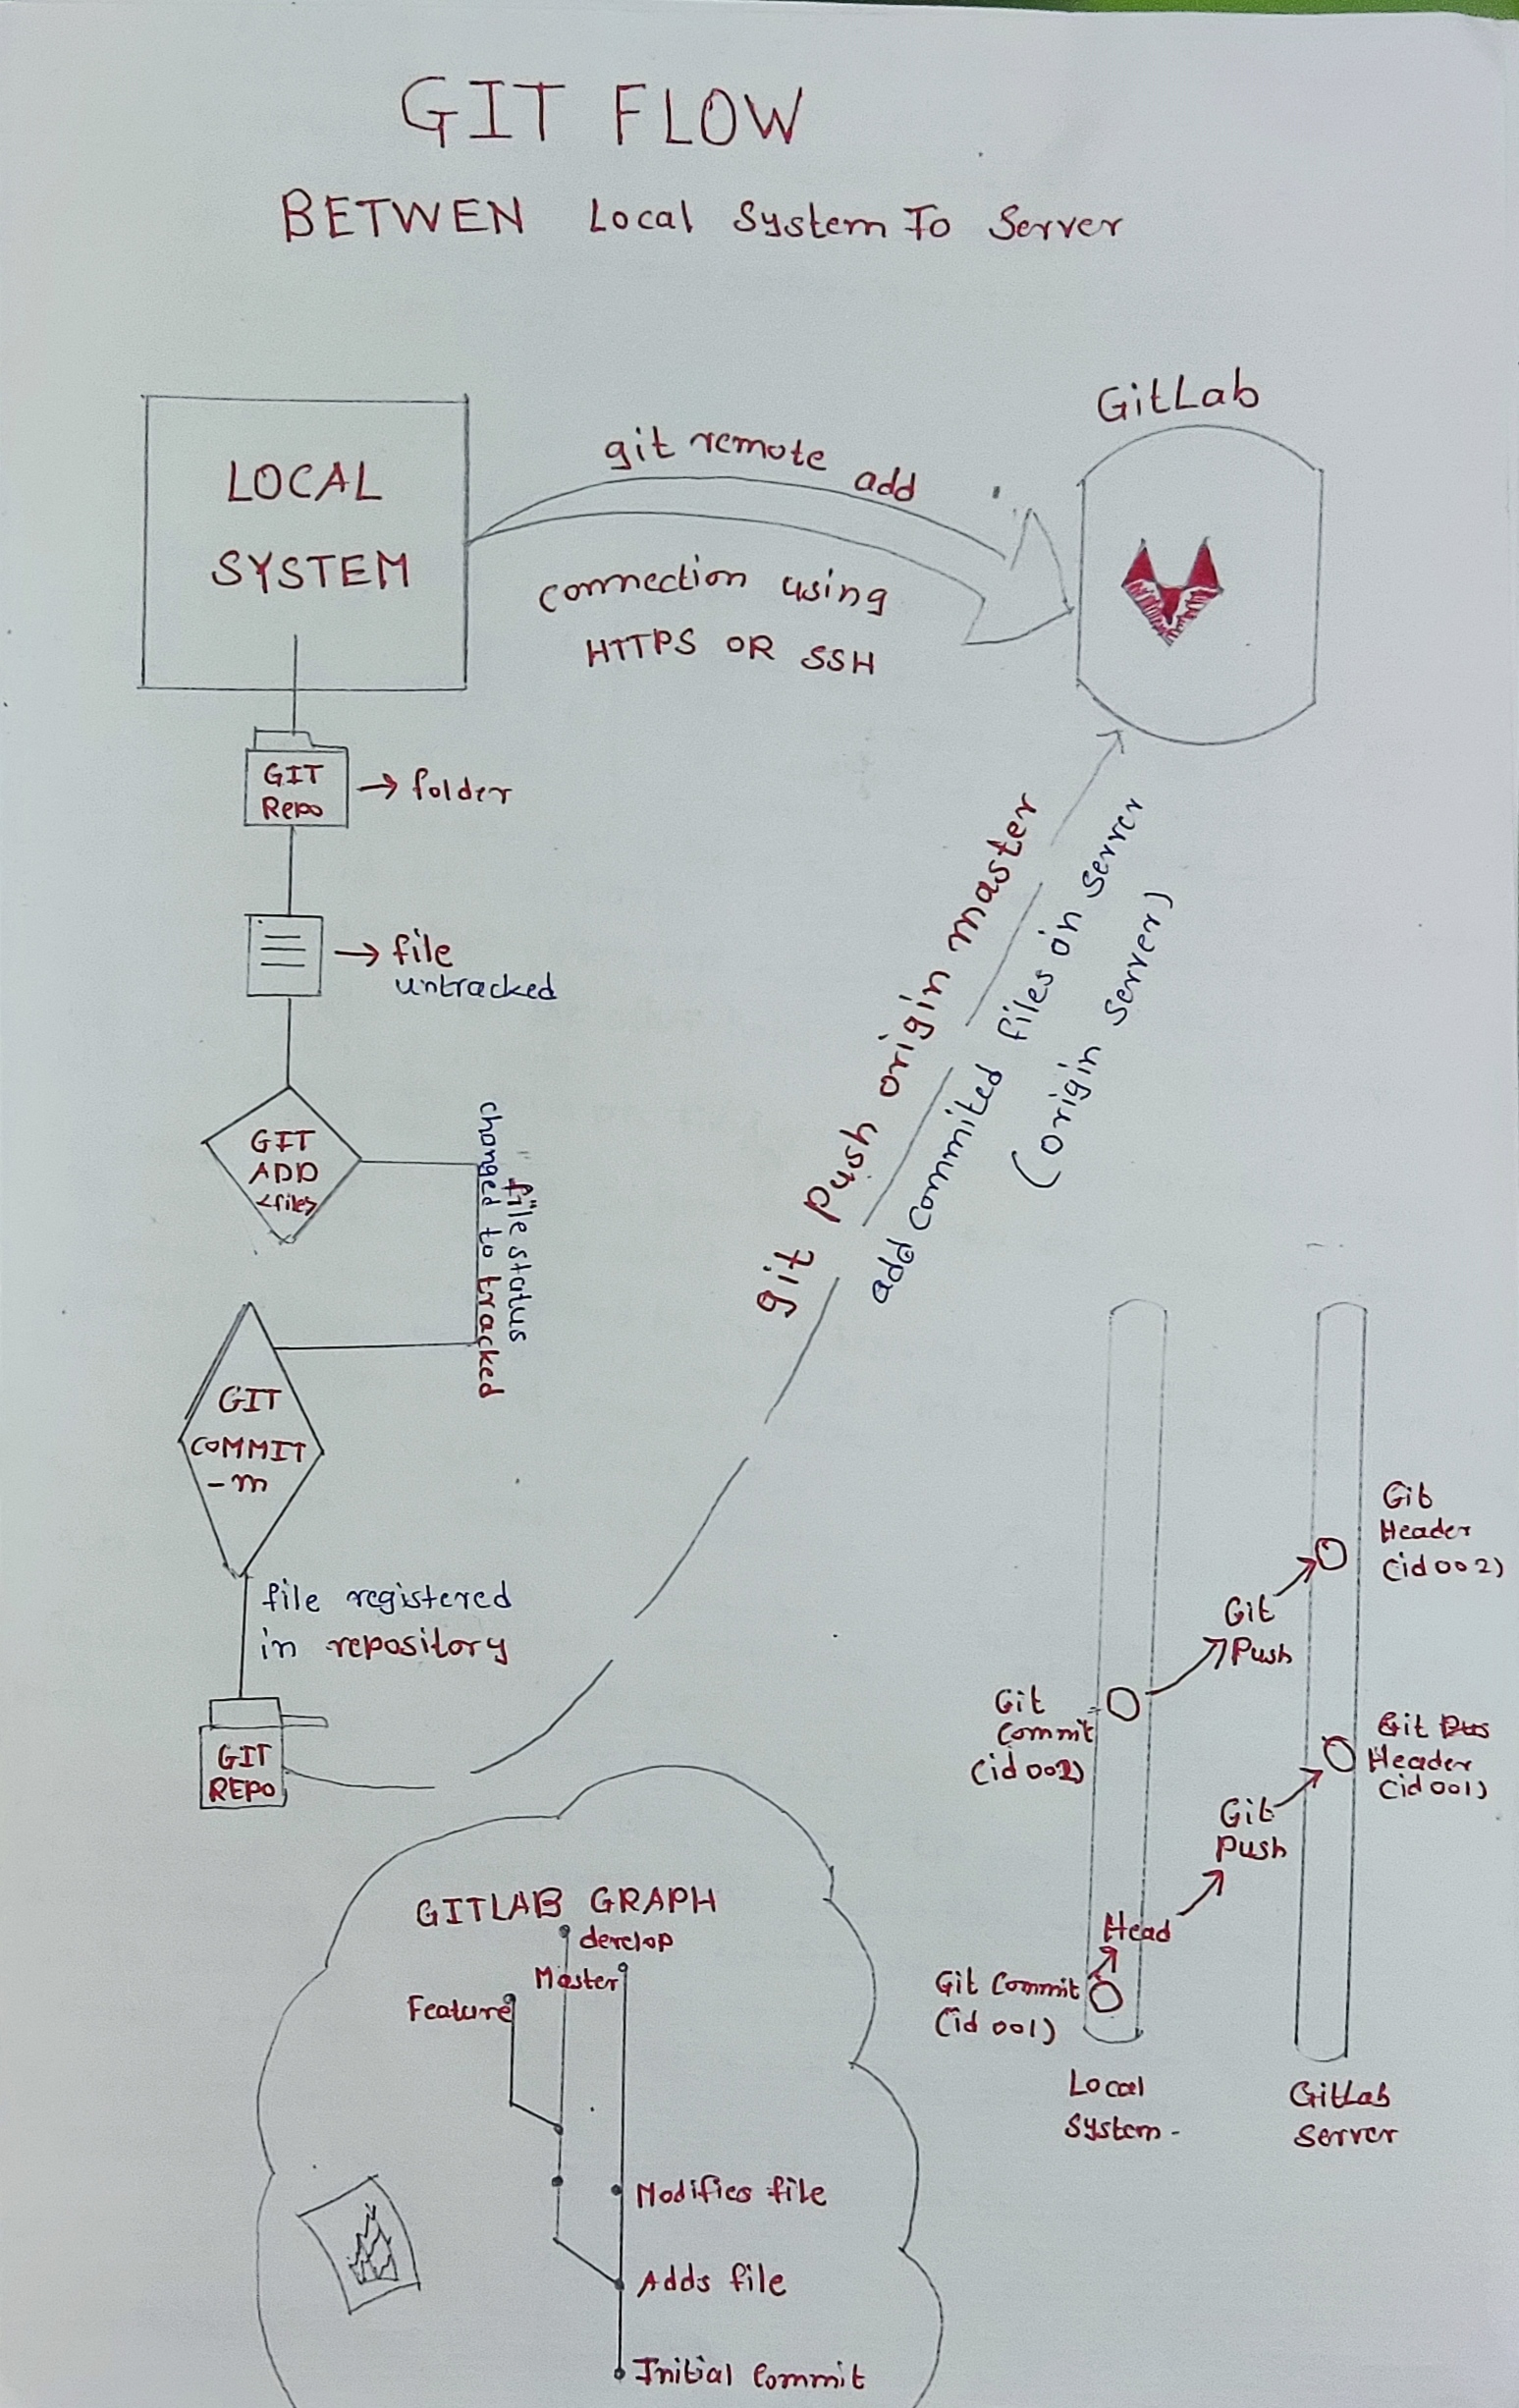 GIT FLOW
BETWEN Local System To Server
GitLab
LOCAL
SYSTEM
git remote add
connection using
HTTPS OR SSH
GIT
Repo
→ folder
→ file
untracked
GIT
ADD
<files>
file status
changed to tracked
GIT
COMMIT
-m
file registered
in repository
GIT
REPO
git push origin master
add commited files on server
(origin server)
GITLAB GRAPH
develop
Master
Feature
Modifies file
Adds file
Initial Commit
Git
Header
(id 002)
Git
Push
Git
Commit
(id 002)
Git
Header
(id 001)
Git
Push
Head
Git Commit
(id 001)
Local
System-
GitLab
Server